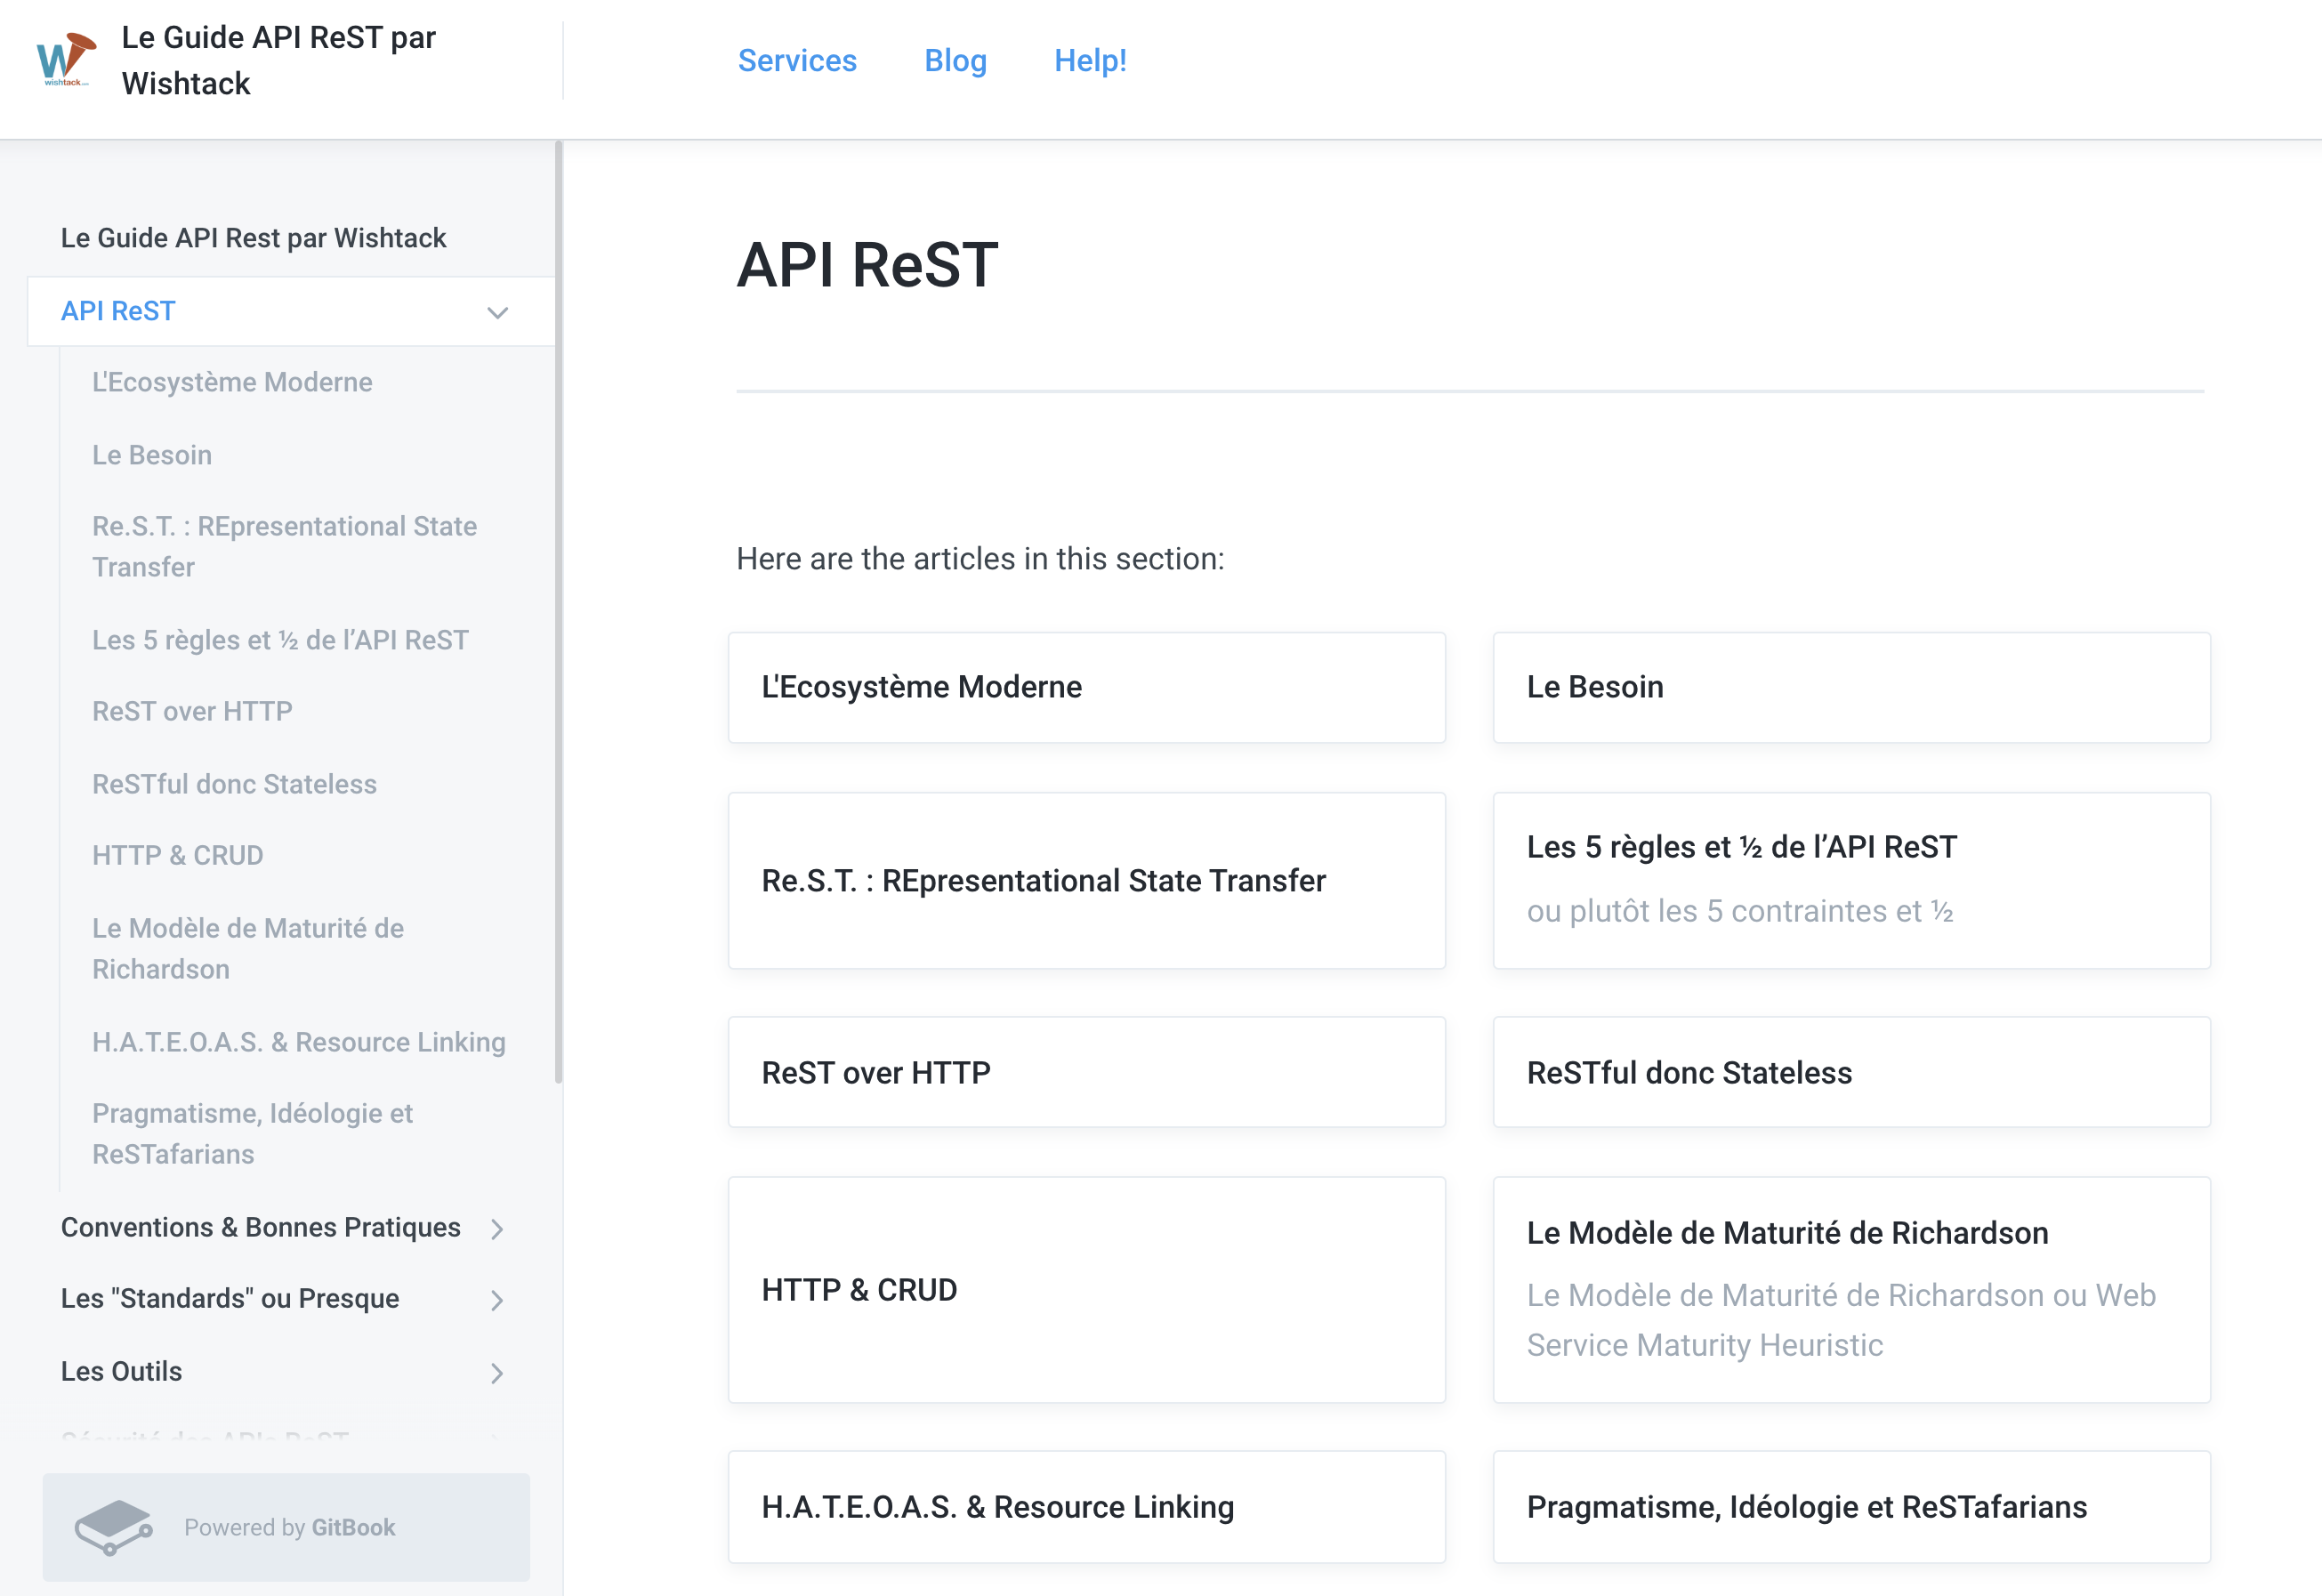 Le Guide API ReST par
Wishtack
wishtack
Services
Blog
Help!
Le Guide API Rest par Wishtack
API ReST
L'Ecosystème Moderne
Le Besoin
Re.S.T. : REpresentational State
Transfer
Les 5 règles et ½ de l’API ReST
ReST over HTTP
ReSTful donc Stateless
HTTP & CRUD
Le Modèle de Maturité de
Richardson
H.A.T.E.O.A.S. & Resource Linking
Pragmatisme, Idéologie et
ReSTafarians
Conventions & Bonnes Pratiques
Les "Standards" ou Presque
Les Outils
Sécurité des APIs ReST
Powered by GitBook
API ReST
Here are the articles in this section:
L'Ecosystème Moderne
Le Besoin
Re.S.T. : REpresentational State Transfer
Les 5 règles et ½ de l’API ReST
ou plutôt les 5 contraintes et ½
ReST over HTTP
ReSTful donc Stateless
HTTP & CRUD
Le Modèle de Maturité de Richardson
Le Modèle de Maturité de Richardson ou Web
Service Maturity Heuristic
H.A.T.E.O.A.S. & Resource Linking
Pragmatisme, Idéologie et ReSTafarians